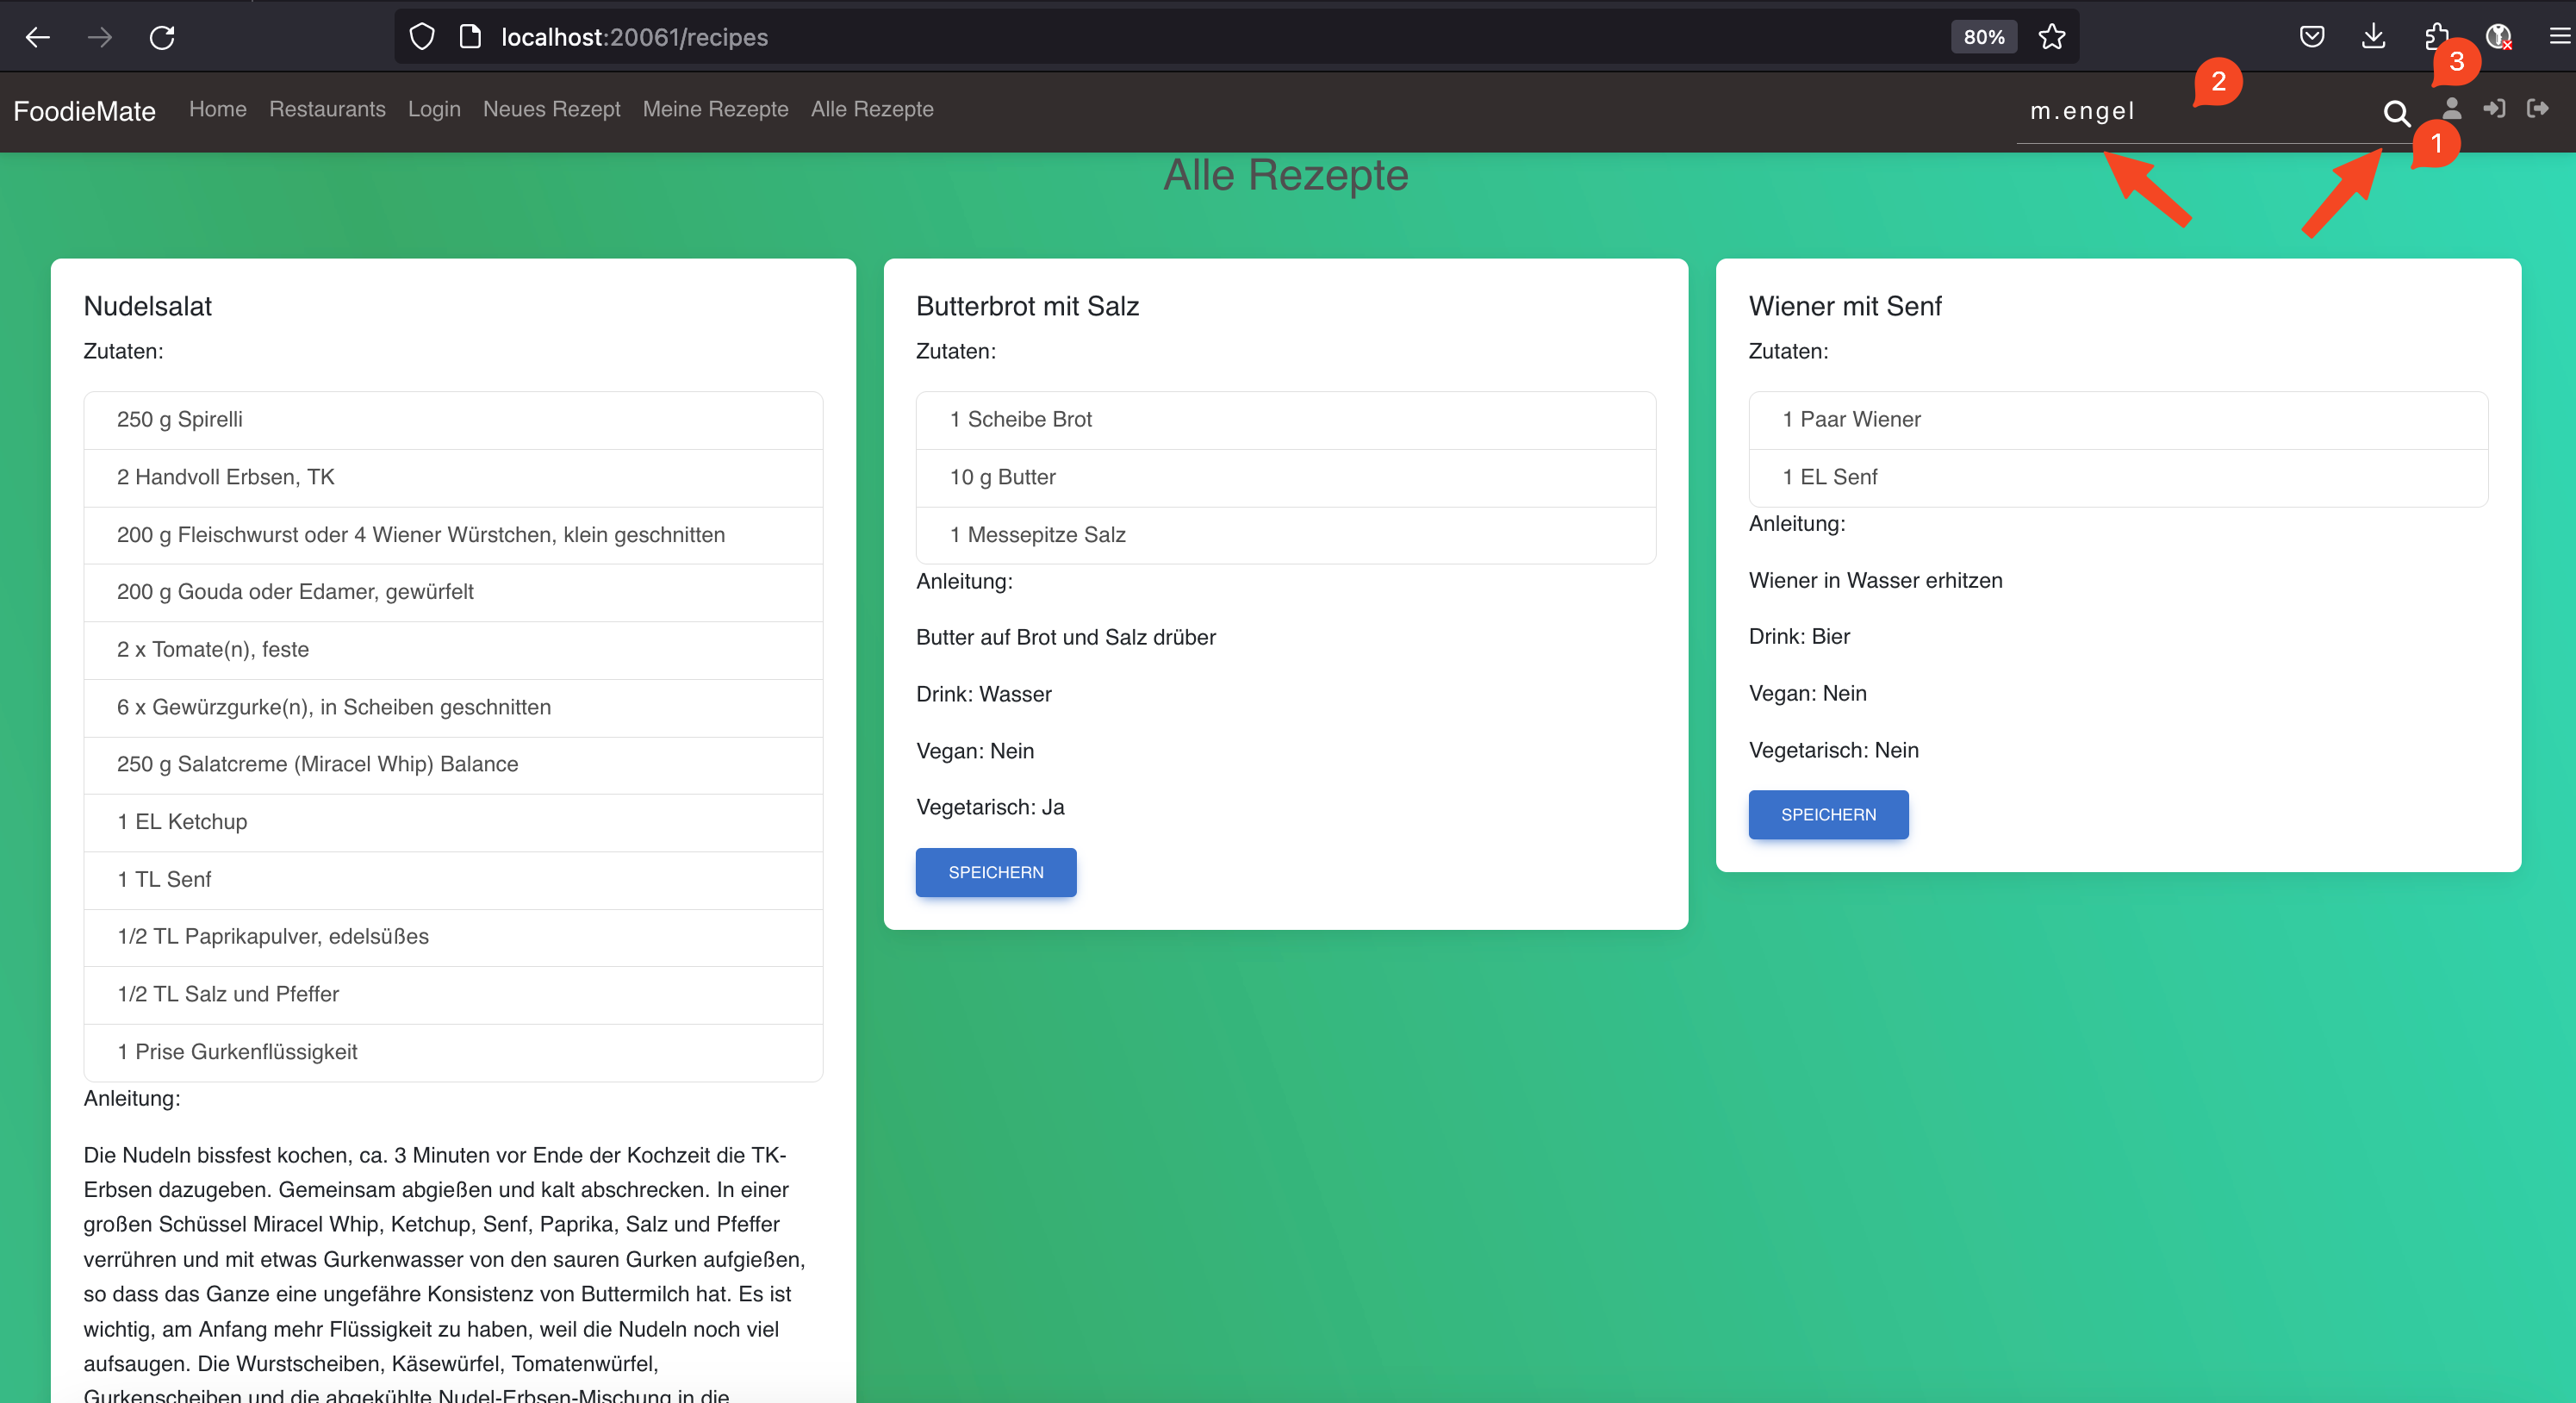 localhost:20061/recipes
80%
3
2
FoodieMate Home Restaurants Login Neues Rezept Meine Rezepte Alle Rezepte m.engel
1
Alle Rezepte
Nudelsalat
Zutaten:
250 g Spirelli
2 Handvoll Erbsen, TK
200 g Fleischwurst oder 4 Wiener Würstchen, klein geschnitten
200 g Gouda oder Edamer, gewürfelt
2 x Tomate(n), feste
6 x Gewürzgurke(n), in Scheiben geschnitten
250 g Salatcreme (Miracel Whip) Balance
1 EL Ketchup
1 TL Senf
1/2 TL Paprikapulver, edelsüßes
1/2 TL Salz und Pfeffer
1 Prise Gurkenflüssigkeit
Anleitung:
Die Nudeln bissfest kochen, ca. 3 Minuten vor Ende der Kochzeit die TK-
Erbsen dazugeben. Gemeinsam abgießen und kalt abschrecken. In einer
großen Schüssel Miracel Whip, Ketchup, Senf, Paprika, Salz und Pfeffer
verrühren und mit etwas Gurkenwasser von den sauren Gurken aufgießen,
so dass das Ganze eine ungefähre Konsistenz von Buttermilch hat. Es ist
wichtig, am Anfang mehr Flüssigkeit zu haben, weil die Nudeln noch viel
aufsaugen. Die Wurstscheiben, Käsewürfel, Tomatenwürfel,
Gurkenscheiben und die abgekühlte Nudel-Erbsen-Mischung in die
Butterbrot mit Salz
Zutaten:
1 Scheibe Brot
10 g Butter
1 Messepitze Salz
Anleitung:
Butter auf Brot und Salz drüber
Drink: Wasser
Vegan: Nein
Vegetarisch: Ja
SPEICHERN
Wiener mit Senf
Zutaten:
1 Paar Wiener
1 EL Senf
Anleitung:
Wiener in Wasser erhitzen
Drink: Bier
Vegan: Nein
Vegetarisch: Nein
SPEICHERN